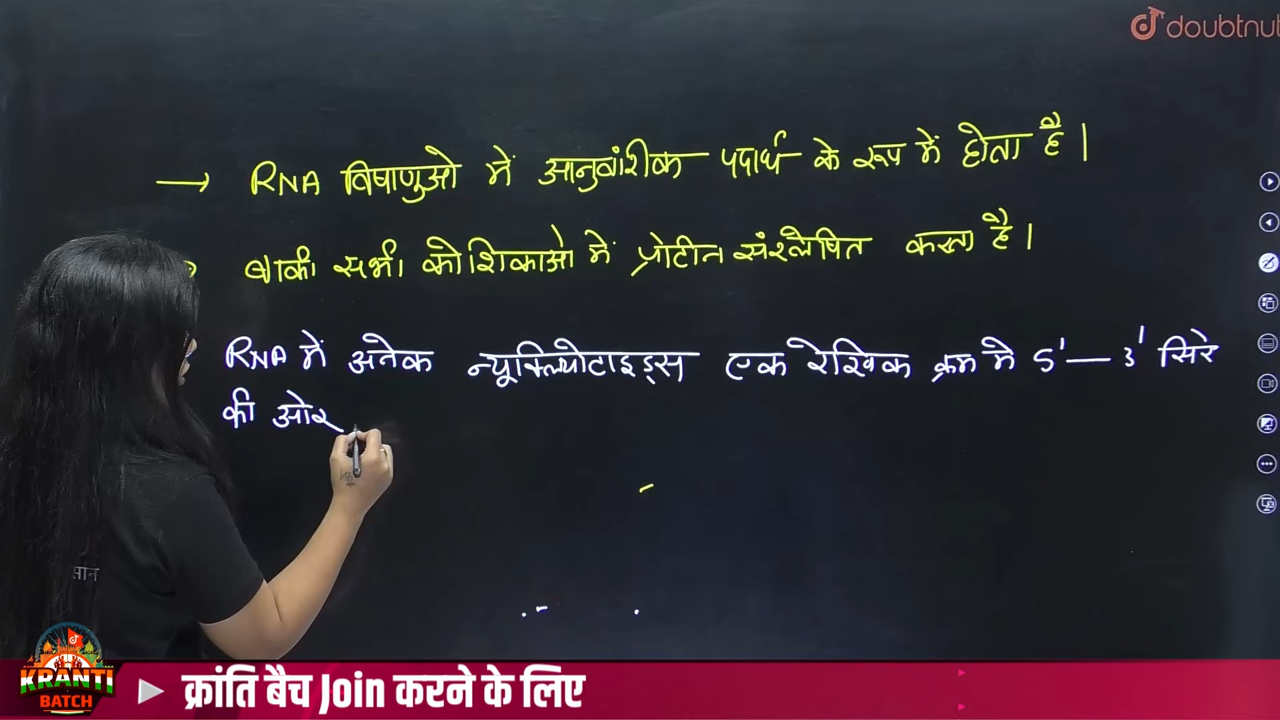 doubtnut
→ RNA विषाणुओ में आनुवांशीक पदार्थ के रूप में होता है।
बाकी सभी कोशिकाओ में प्रोटीन संश्लेषित करता है।
RNA में अनेक न्यूक्लियोटाइड्स एक रेखिक क्रम मे 5' — 3' सिरे
की ओर
सान
KRANTI
BATCH
क्रांति बैच Join करने के लिए